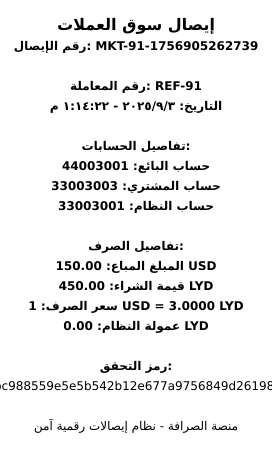 إيصال سوق العملات
رقم الإيصال: MKT-91-1756905262739
رقم المعاملة: REF-91
التاريخ: ٢٠٢٥/٩/٣ - ١:١٤:٢٢ م
تفاصيل الحسابات:
حساب البائع: 44003001
حساب المشتري: 33003003
حساب النظام: 33003001
تفاصيل الصرف:
المبلغ المباع: 150.00 USD
قيمة الشراء: 450.00 LYD
سعر الصرف: 1 USD = 3.0000 LYD
عمولة النظام: 0.00 LYD
رمز التحقق:
c988559e5e5b542b12e677a9756849d26198
منصة الصرافة - نظام إيصالات رقمية آمن